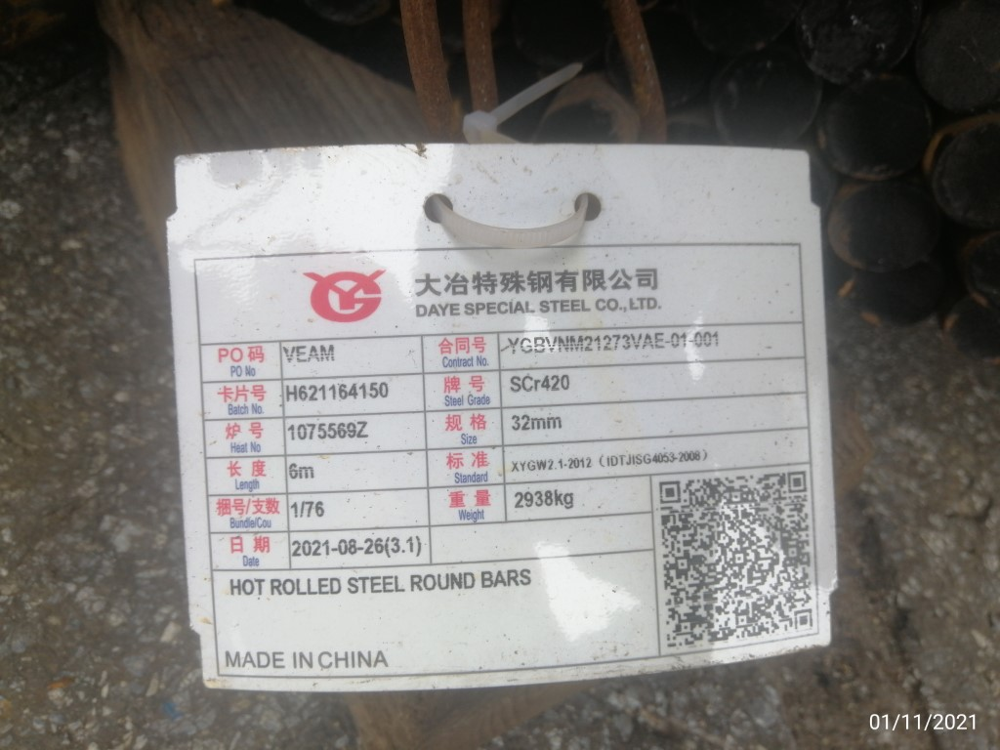 大冶特殊钢有限公司
DAYE SPECIAL STEEL CO.,LTD.
PO 码 VEAM 合同号 YGBVNM21273VAE-01-001
PO No Contract No.
卡片号 H621164150 牌 号 SCr420
Batch No. Steel Grade
炉 号 1075569Z 规 格 32mm
Heat No Size
长 度 6m 标 准 XYGW2.1-2012（IDTJISG4053-2008）
Length Standard
捆号/支数 1/76 重 量 2938kg
Bundle/Cou Weight
日 期 2021-08-26(3.1)
Date
HOT ROLLED STEEL ROUND BARS
MADE IN CHINA
01/11/2021